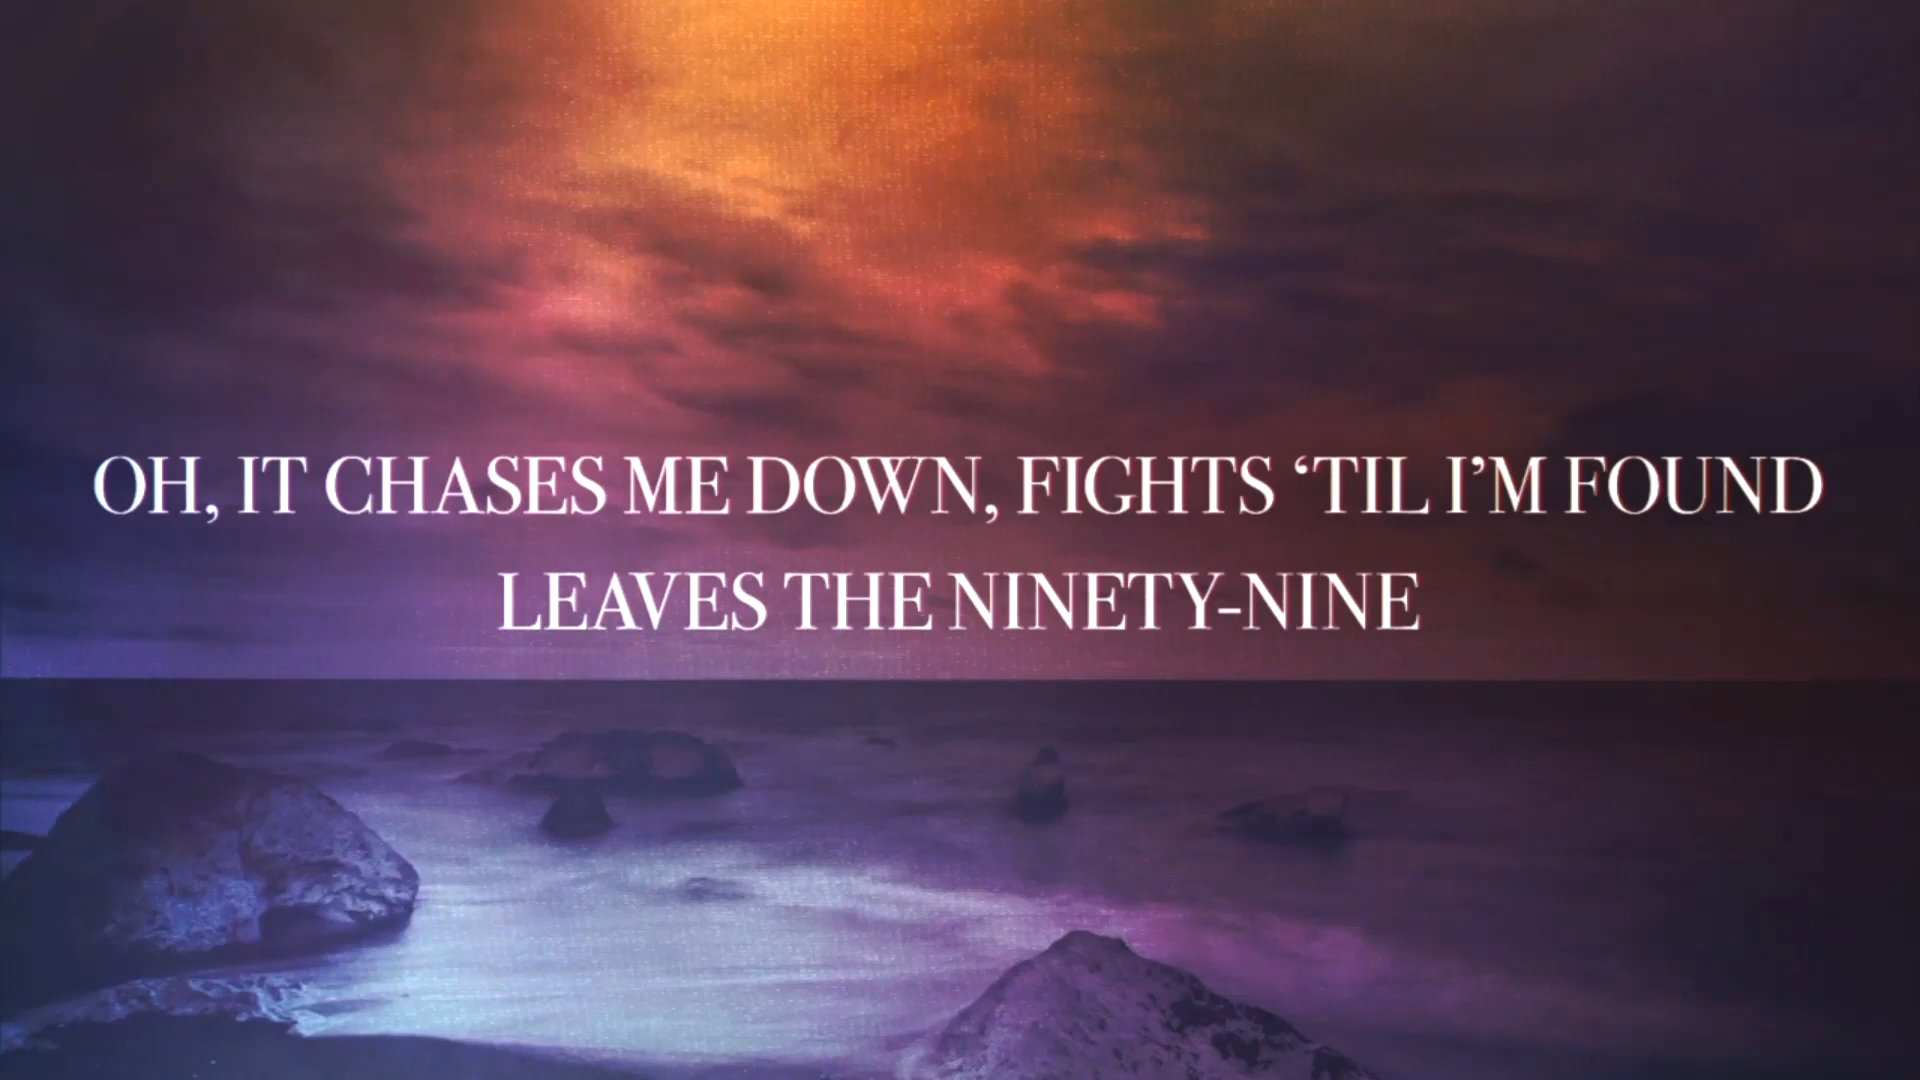 OH, IT CHASES ME DOWN, FIGHTS ‘TIL I’M FOUND
LEAVES THE NINETY-NINE